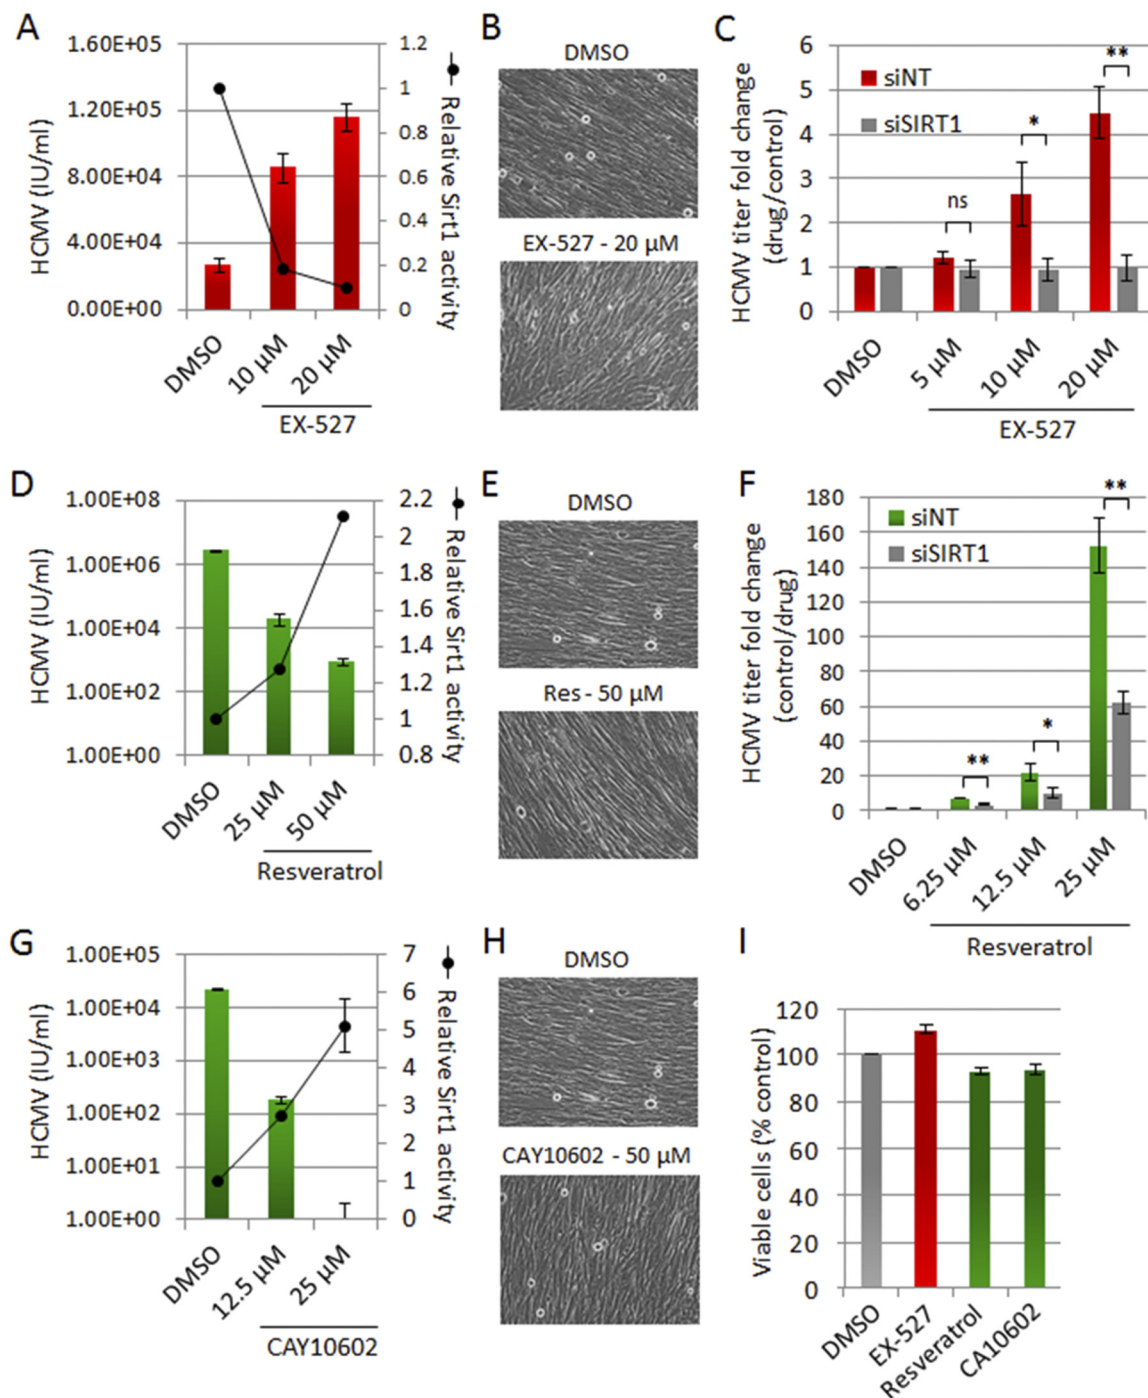 A
1.60E+05
1.20E+05
8.00E+04
4.00E+04
0.00E+00
HCMV (IU/ml)
1.2
1
0.8
0.6
0.4
0.2
0
Relative Sirt1 activity
DMSO
10 µM
20 µM
EX-527
B
DMSO
EX-527 - 20 µM
C
6
5
4
3
2
1
0
HCMV titer fold change
(drug/control)
siNT
siSIRT1
ns
*
**
DMSO
5 µM
10 µM
20 µM
EX-527
D
1.00E+08
1.00E+06
1.00E+04
1.00E+02
1.00E+00
HCMV (IU/ml)
2.2
2
1.8
1.6
1.4
1.2
1
0.8
Relative Sirt1 activity
DMSO
25 µM
50 µM
Resveratrol
E
DMSO
Res - 50 µM
F
180
160
140
120
100
80
60
40
20
0
HCMV titer fold change
(control/drug)
siNT
siSIRT1
**
*
**
DMSO
6.25 µM
12.5 µM
25 µM
Resveratrol
G
1.00E+05
1.00E+04
1.00E+03
1.00E+02
1.00E+01
1.00E+00
HCMV (IU/ml)
7
6
5
4
3
2
1
0
Relative Sirt1 activity
DMSO
12.5 µM
25 µM
CAY10602
H
DMSO
CAY10602 - 50 µM
I
120
100
80
60
40
20
0
Viable cells (% control)
DMSO
EX-527
Resveratrol
CA10602